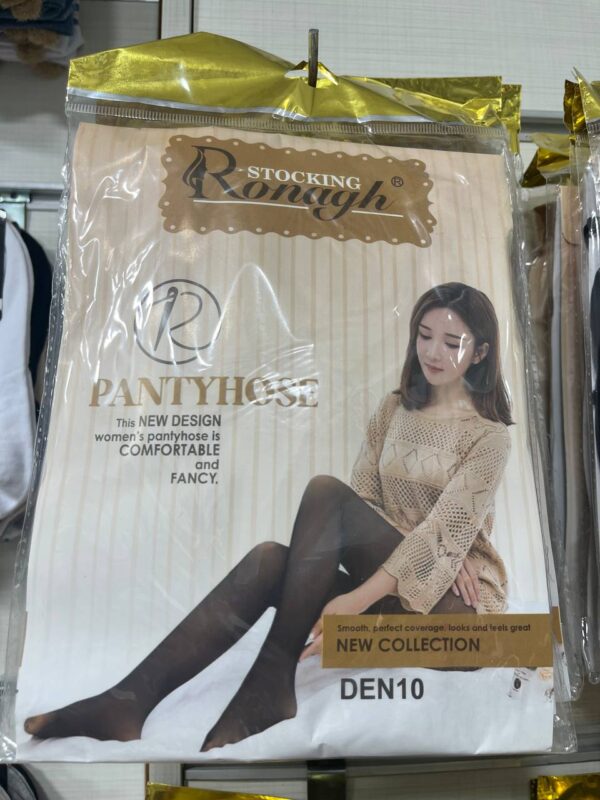 STOCKING
Ronagh®
R
PANTYHOSE
This NEW DESIGN
women's pantyhose is
COMFORTABLE
and
FANCY.
Smooth, perfect coverage, looks and feels great
NEW COLLECTION
DEN10